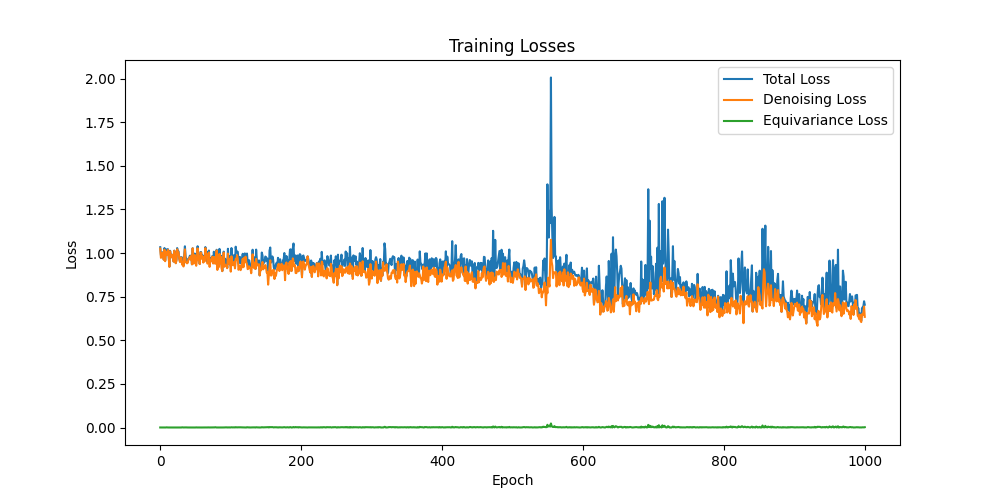 Training Losses
2.00
1.75
1.50
1.25
1.00
0.75
0.50
0.25
0.00
Loss
Total Loss
Denoising Loss
Equivariance Loss
0
200
400
600
800
1000
Epoch